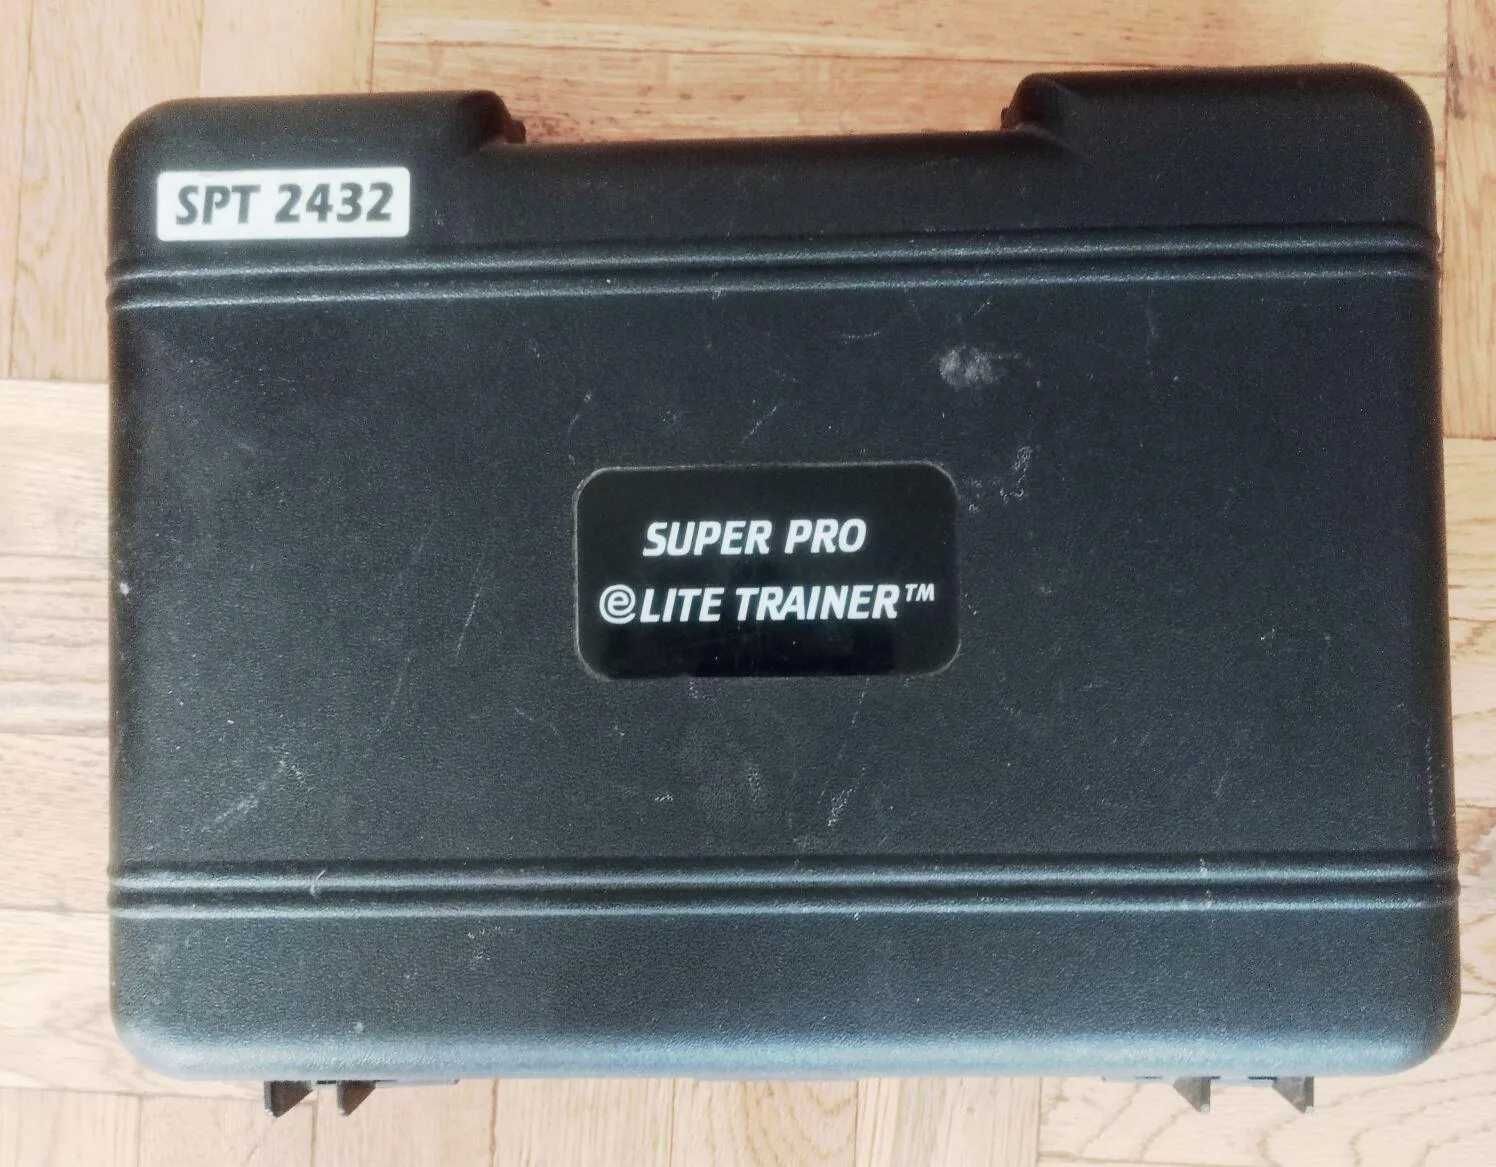 SPT 2432
SUPER PRO
eLITE TRAINER™